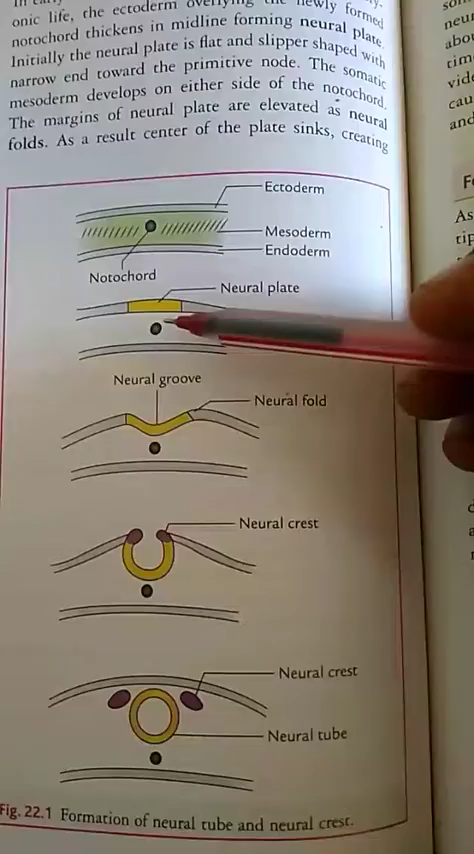 onic life, the ectoderm overlying the newly formed
notochord thickens in midline forming neural plate.
Initially the neural plate is flat and slipper shaped with
narrow end toward the primitive node. The somatic
mesoderm develops on either side of the notochord.
The margins of neural plate are elevated as neural
folds. As a result center of the plate sinks, creating
Ectoderm
Mesoderm
Endoderm
Notochord
Neural plate
Neural groove
Neural fold
Neural crest
Neural crest
Neural tube
Fig. 22.1 Formation of neural tube and neural crest.
and
As